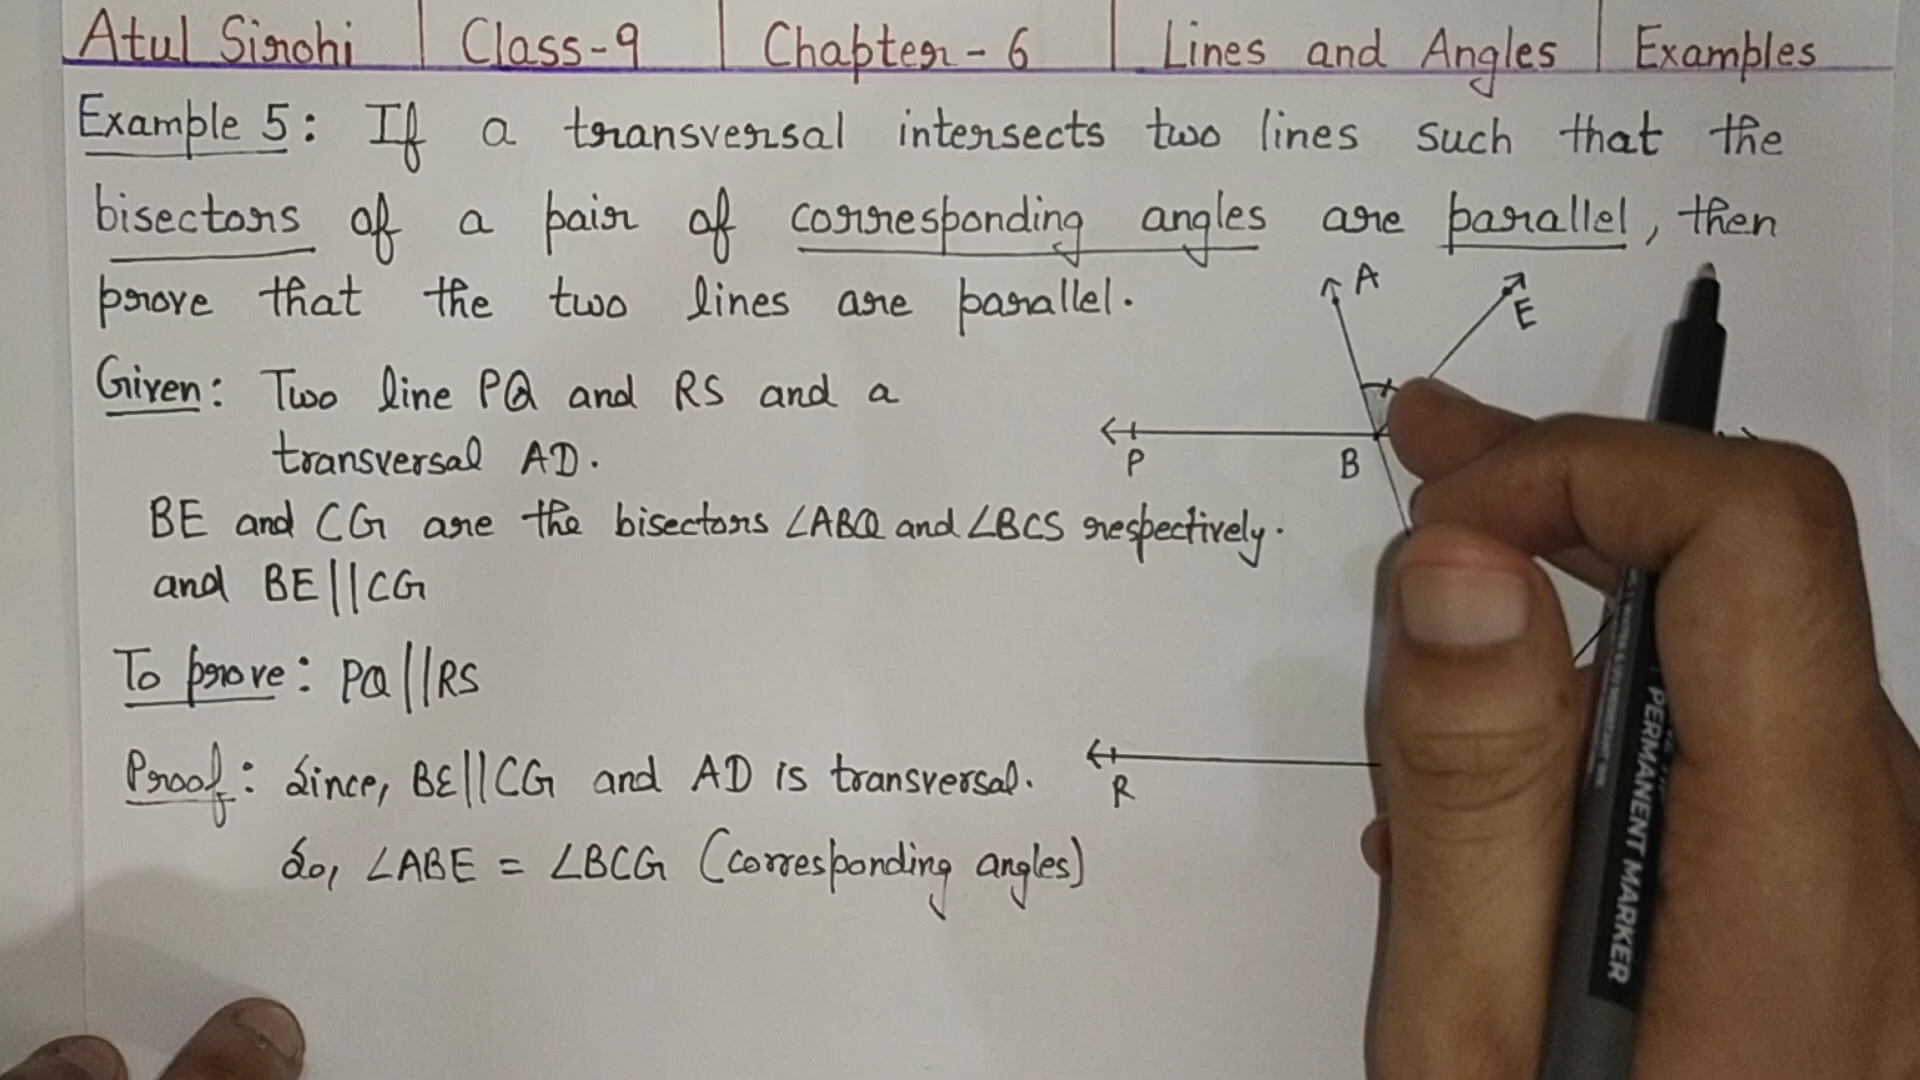 Atul Sirohi | Class-9 | Chapter-6 | Lines and Angles | Examples
Example 5: If a transversal intersects two lines such that the
bisectors of a pair of corresponding angles are parallel, then
prove that the two lines are parallel.
A
E
Given: Two line PQ and RS and a
transversal AD.
P
B
BE and CG are the bisectors ∠ABQ and ∠BCS respectively.
and BE||CG
To prove: PQ||RS
Proof: Since, BE||CG and AD is transversal.
R
So, ∠ABE = ∠BCG (corresponding angles)
PERMANENT MARKER